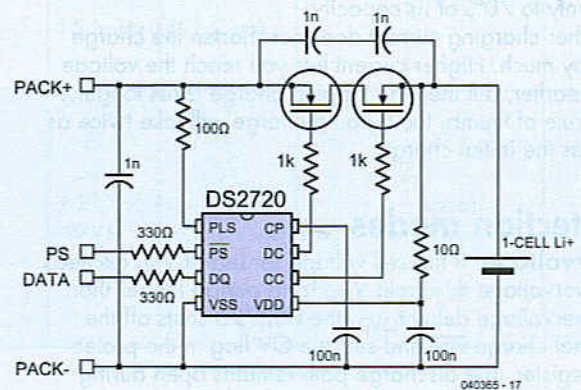 1n
1n
PACK+
100Ω
1k
1k
1n
DS2720
330Ω
PLS
CP
PS
PS
DC
10Ω
1-CELL Li+
DATA
DQ
CC
330Ω
VSS
VDD
100n
100n
PACK-
040365 - 17